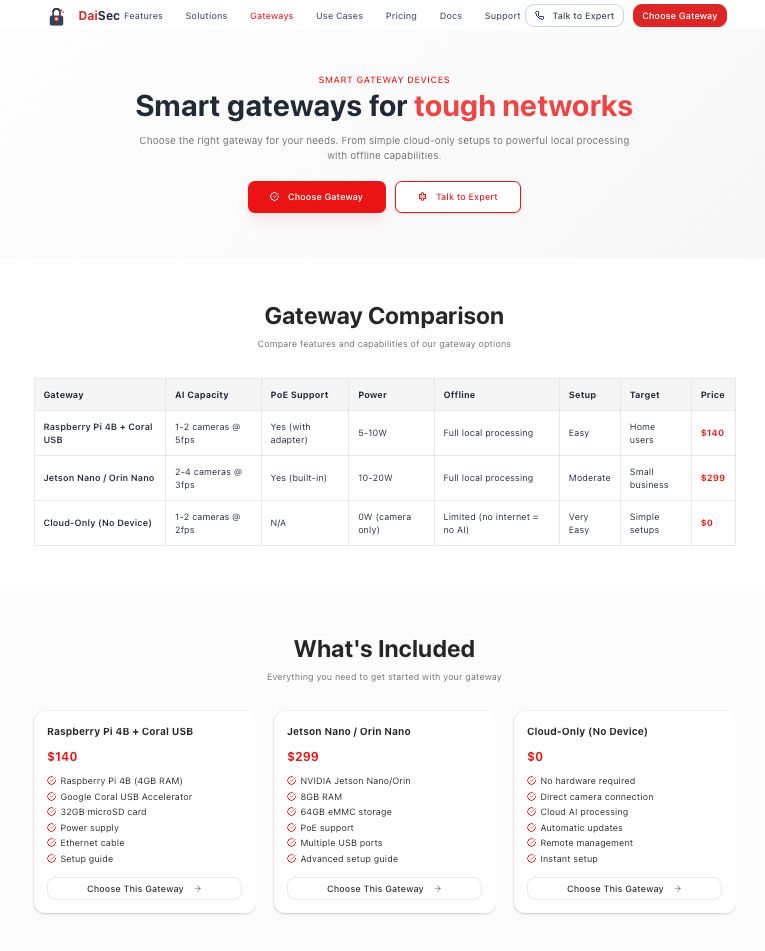 DaiSec Features Solutions Gateways Use Cases Pricing Docs Support Talk to Expert Choose Gateway
SMART GATEWAY DEVICES
Smart gateways for tough networks
Choose the right gateway for your needs. From simple cloud-only setups to powerful local processing
with offline capabilities.
Choose Gateway Talk to Expert
Gateway Comparison
Compare features and capabilities of our gateway options
Gateway AI Capacity PoE Support Power Offline Setup Target Price
Raspberry Pi 4B + Coral USB 1-2 cameras @ 5fps Yes (with adapter) 5-10W Full local processing Easy Home users $140
Jetson Nano / Orin Nano 2-4 cameras @ 3fps Yes (built-in) 10-20W Full local processing Moderate Small business $299
Cloud-Only (No Device) 1-2 cameras @ 2fps N/A 0W (camera only) Limited (no internet = no AI) Very Easy Simple setups $0
What's Included
Everything you need to get started with your gateway
Raspberry Pi 4B + Coral USB
$140
Raspberry Pi 4B (4GB RAM)
Google Coral USB Accelerator
32GB microSD card
Power supply
Ethernet cable
Setup guide
Choose This Gateway
Jetson Nano / Orin Nano
$299
NVIDIA Jetson Nano/Orin
8GB RAM
64GB eMMC storage
PoE support
Multiple USB ports
Advanced setup guide
Choose This Gateway
Cloud-Only (No Device)
$0
No hardware required
Direct camera connection
Cloud AI processing
Automatic updates
Remote management
Instant setup
Choose This Gateway